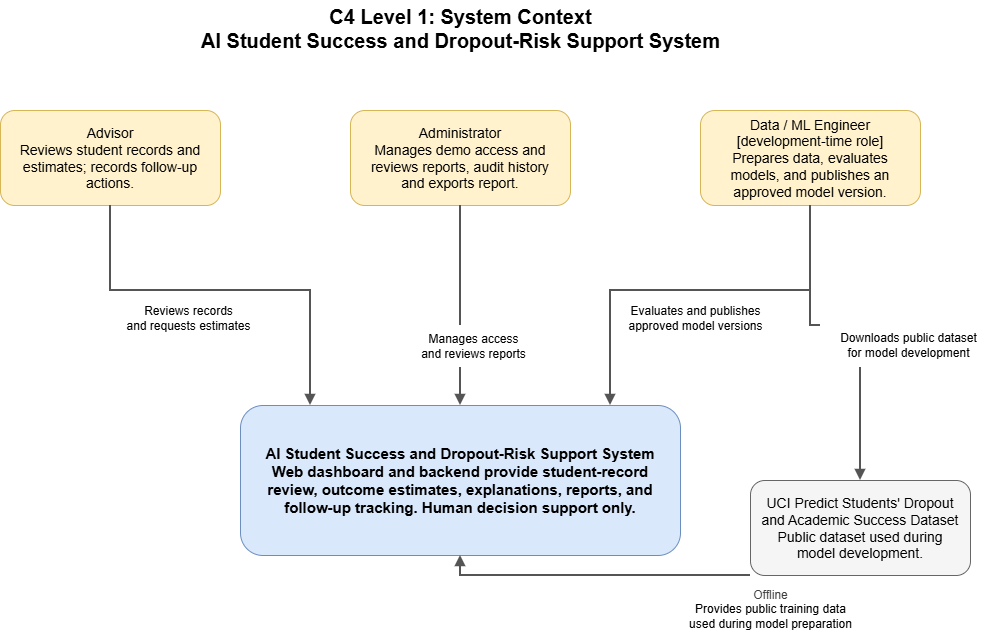 C4 Level 1: System Context
AI Student Success and Dropout-Risk Support System
Advisor
Reviews student records and
estimates; records follow-up
actions.
Administrator
Manages demo access and
reviews reports, audit history
and exports report.
Data / ML Engineer
[development-time role]
Prepares data, evaluates
models, and publishes an
approved model version.
Reviews records
and requests estimates
Manages access
and reviews reports
Evaluates and publishes
approved model versions
Downloads public dataset
for model development
AI Student Success and Dropout-Risk Support System
Web dashboard and backend provide student-record
review, outcome estimates, explanations, reports, and
follow-up tracking. Human decision support only.
UCI Predict Students' Dropout
and Academic Success Dataset
Public dataset used during
model development.
Offline
Provides public training data
used during model preparation